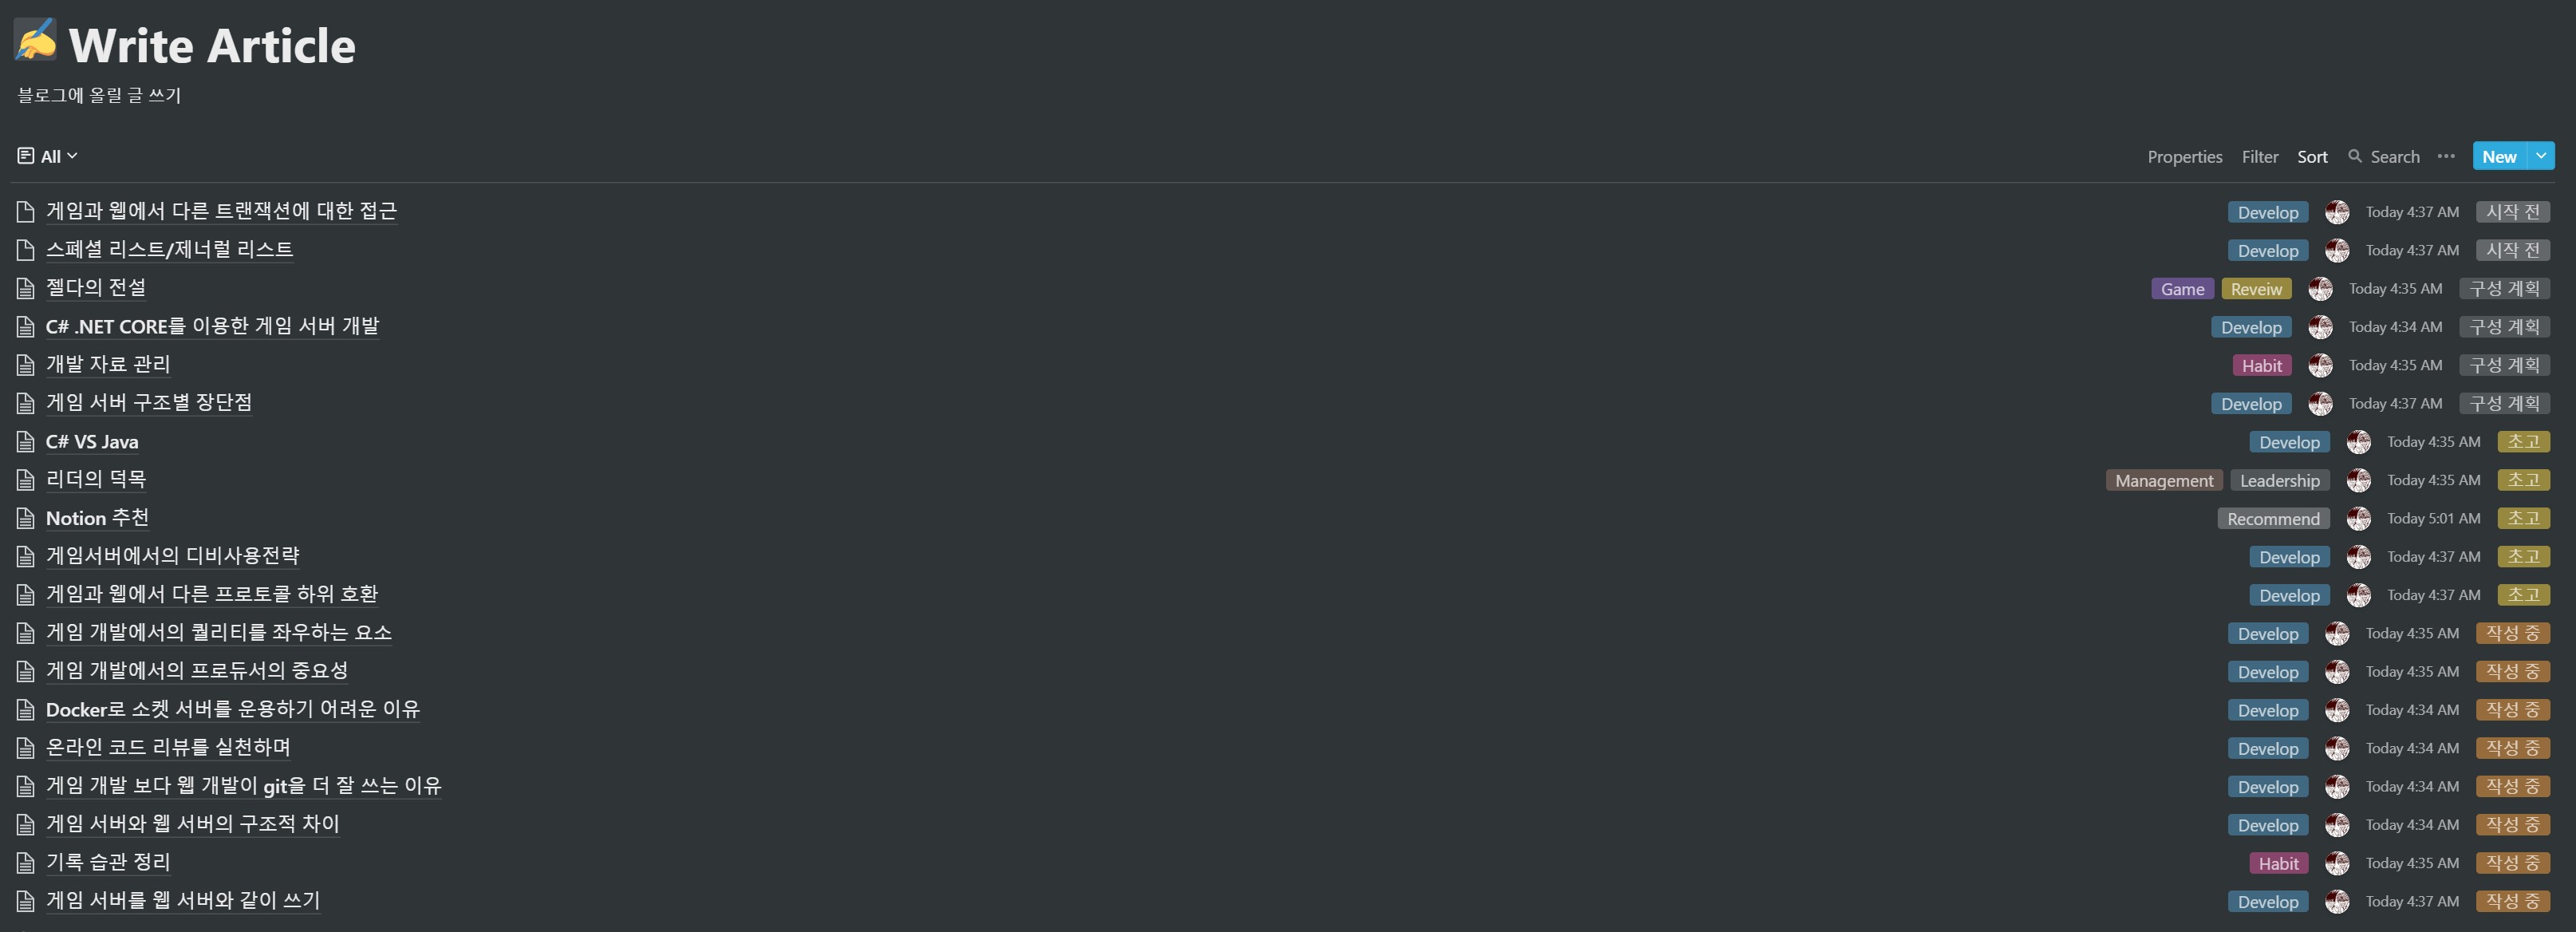 Write Article
블로그에 올릴 글 쓰기
All Properties Filter Sort Search New
게임과 웹에서 다른 트랜잭션에 대한 접근 Develop Today 4:37 AM 시작 전
스페셜 리스트/제너럴 리스트 Develop Today 4:37 AM 시작 전
젤다의 전설 Game Reveiw Today 4:35 AM 구성 계획
C# .NET CORE를 이용한 게임 서버 개발 Develop Today 4:34 AM 구성 계획
개발 자료 관리 Habit Today 4:35 AM 구성 계획
게임 서버 구조별 장단점 Develop Today 4:37 AM 구성 계획
C# VS Java Develop Today 4:35 AM 초고
리더의 덕목 Management Leadership Today 4:35 AM 초고
Notion 추천 Recommend Today 5:01 AM 초고
게임서버에서의 디비사용전략 Develop Today 4:37 AM 초고
게임과 웹에서 다른 프로토콜 하위 호환 Develop Today 4:37 AM 초고
게임 개발에서의 퀄리티를 좌우하는 요소 Develop Today 4:35 AM 작성 중
게임 개발에서의 프로듀서의 중요성 Develop Today 4:35 AM 작성 중
Docker로 소켓 서버를 운용하기 어려운 이유 Develop Today 4:34 AM 작성 중
온라인 코드 리뷰를 실천하며 Develop Today 4:34 AM 작성 중
게임 개발 보다 웹 개발이 git을 더 잘 쓰는 이유 Develop Today 4:34 AM 작성 중
게임 서버와 웹 서버의 구조적 차이 Develop Today 4:34 AM 작성 중
기록 습관 정리 Habit Today 4:35 AM 작성 중
게임 서버를 웹 서버와 같이 쓰기 Develop Today 4:37 AM 작성 중